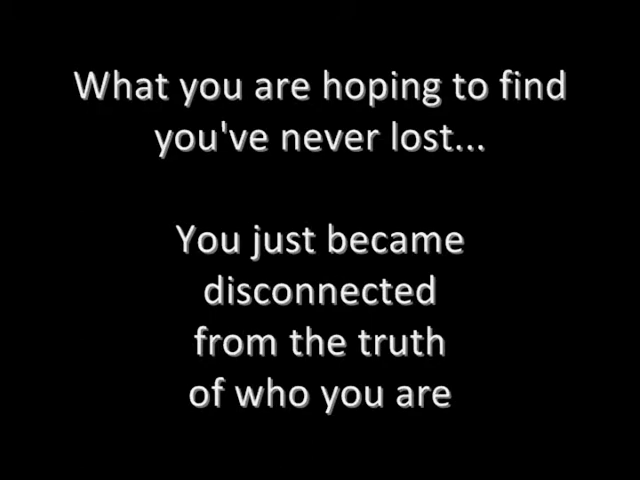 What you are hoping to find
you've never lost...
You just became
disconnected
from the truth
of who you are